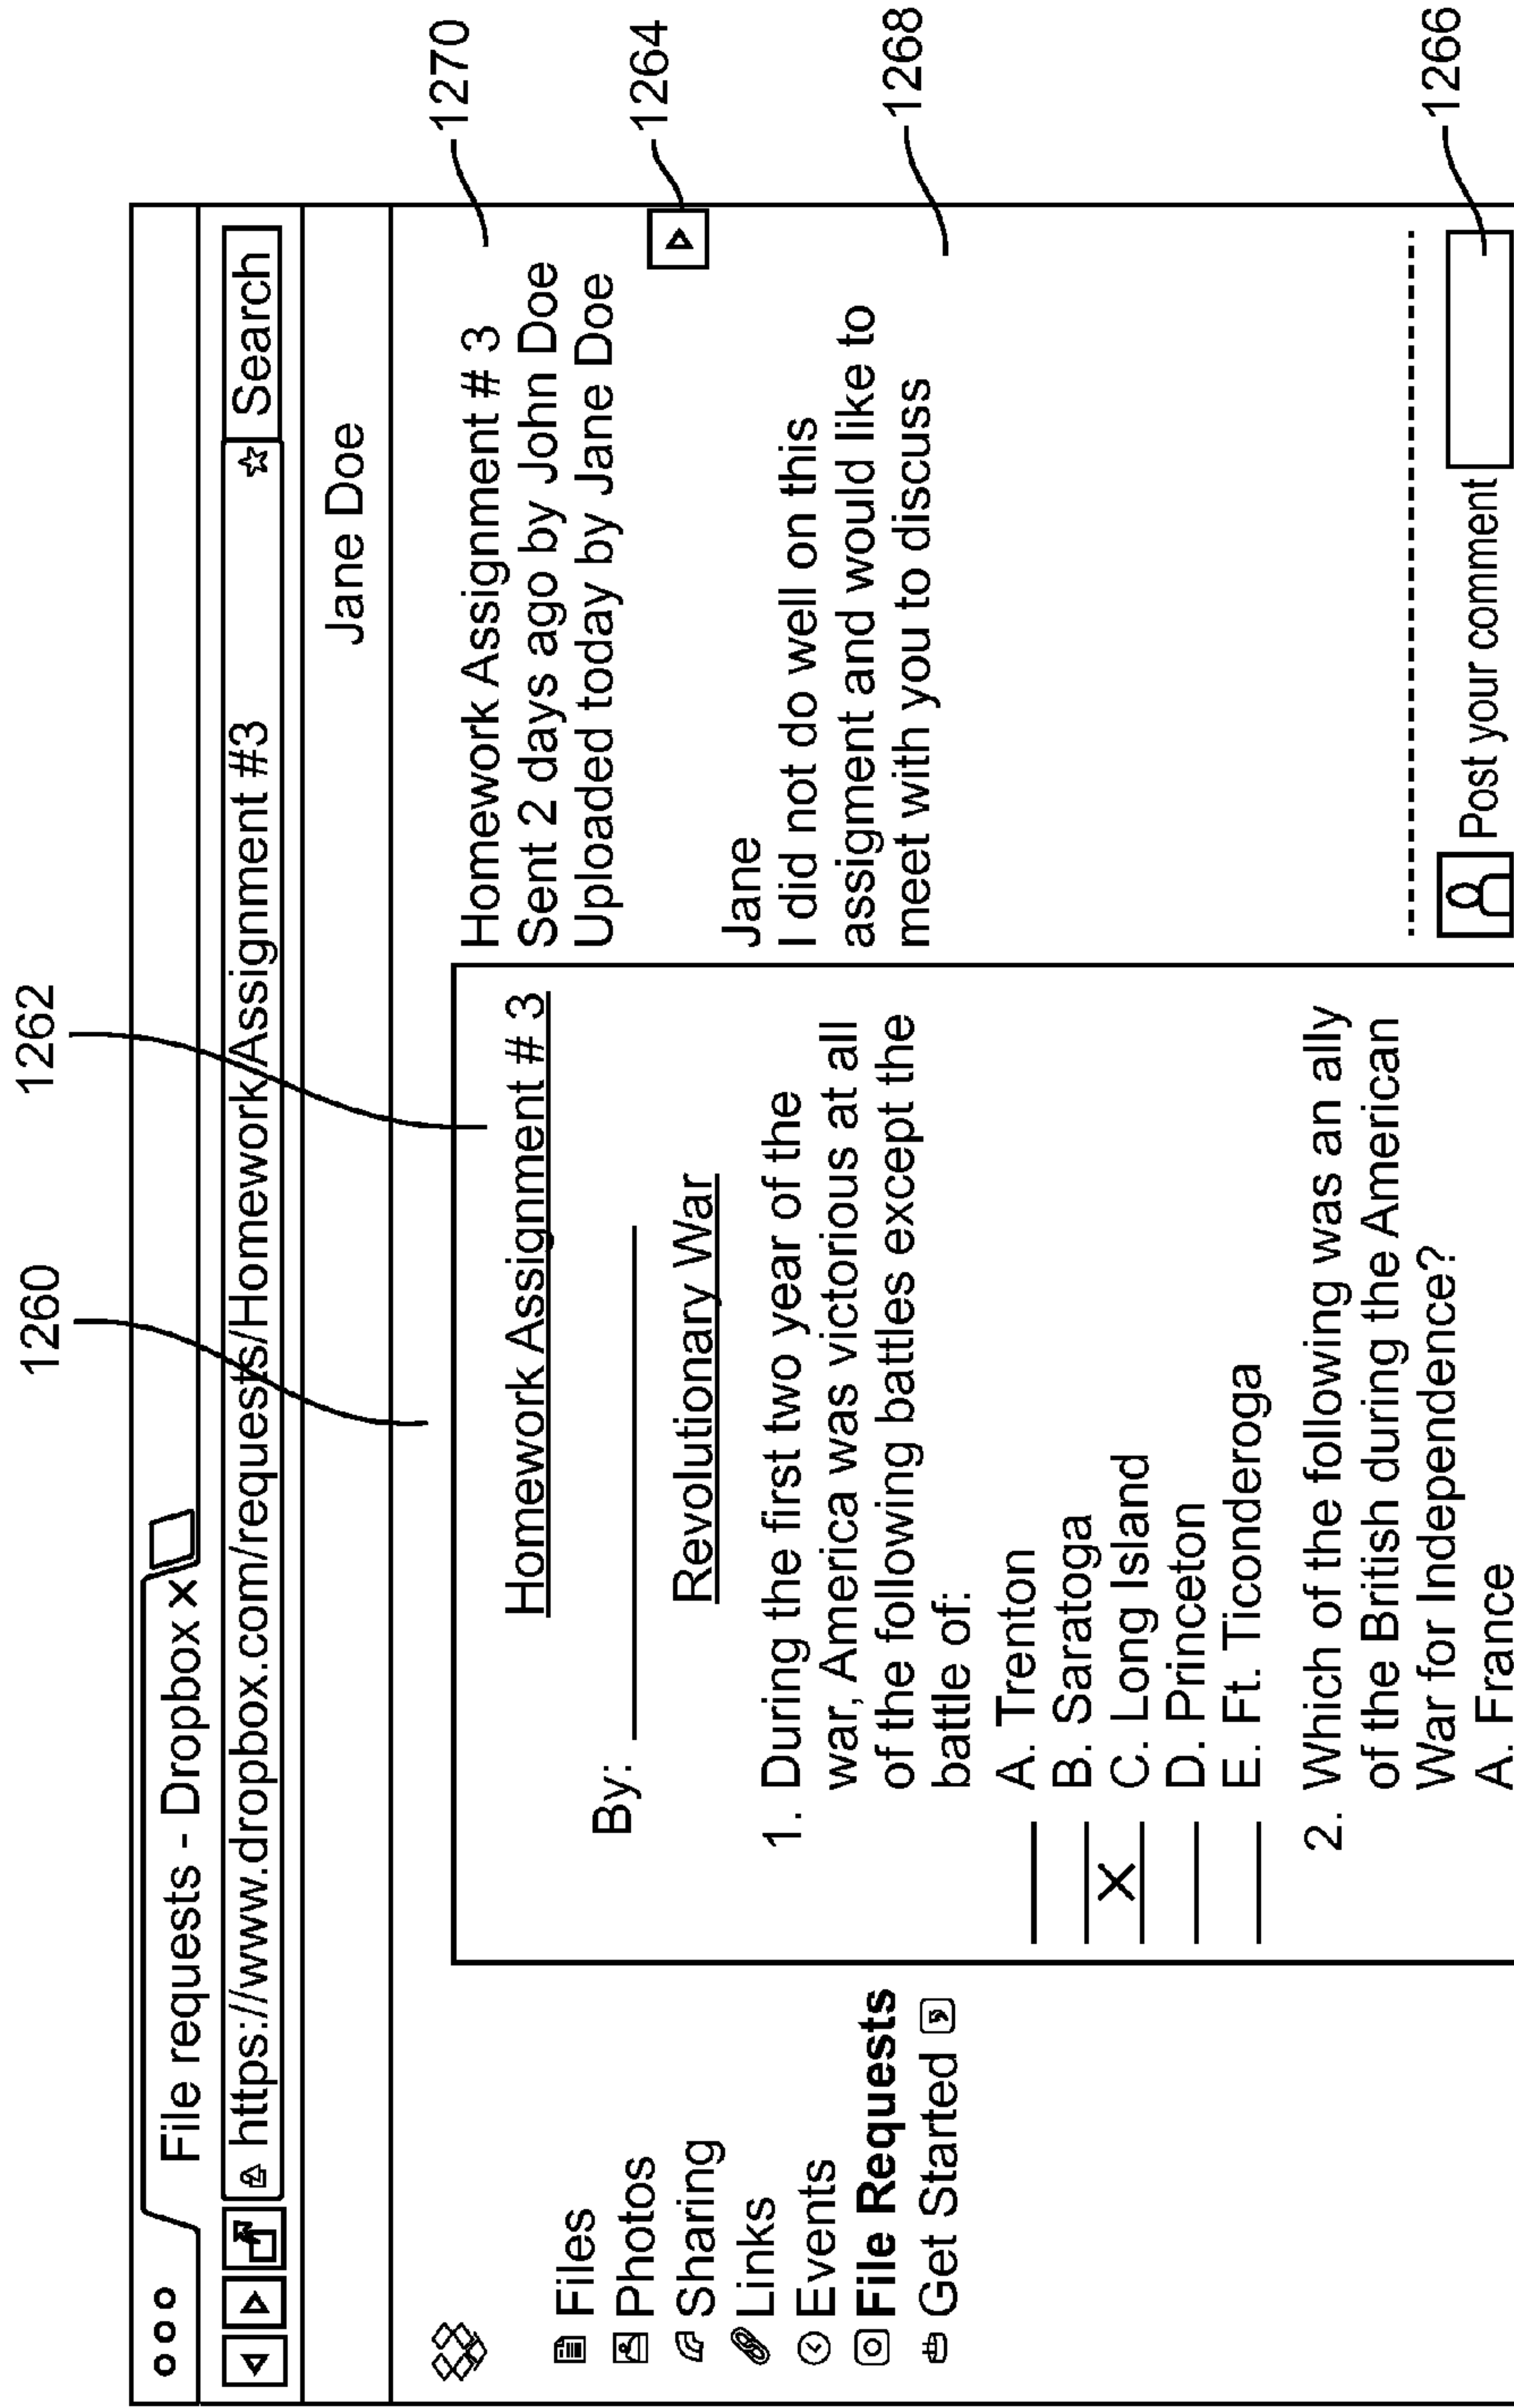 1260
1262
File requests - Dropbox X
https://www.dropbox.com/requests/Homework Assignment #3
Search
Jane Doe
Files
Photos
Sharing
Links
Events
File Requests
Get Started
Homework Assignment # 3
By:
Revolutionary War
1. During the first two year of the
war, America was victorious at all
of the following battles except the
battle of:
A. Trenton
B. Saratoga
X C. Long Island
D. Princeton
E. Ft. Ticonderoga
2. Which of the following was an ally
of the British during the American
War for Independence?
A. France
Homework Assignment # 3
Sent 2 days ago by John Doe
Uploaded today by Jane Doe
Jane
I did not do well on this
assigment and would like to
meet with you to discuss
Post your comment
1270
1264
1268
1266